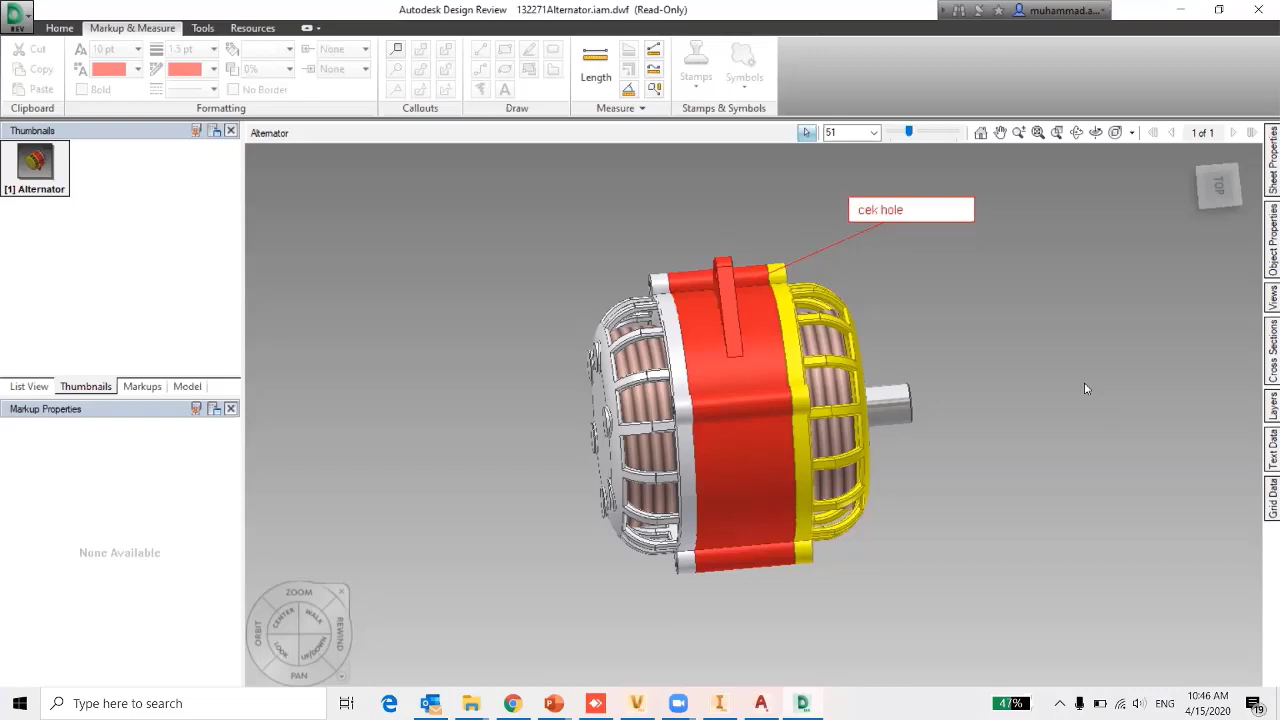 Autodesk Design Review 132271Alternator.iam.dwf (Read-Only)
muhammad.a...
REV
Home Markup & Measure Tools Resources
Cut
Copy
Paste
Clipboard
10 pt
Bold
1.5 pt
0%
None
None
No Border
Formatting
Callouts
Draw
Length
Measure
Stamps
Symbols
Stamps & Symbols
Thumbnails
[1] Alternator
List View Thumbnails Markups Model
Markup Properties
None Available
Alternator
51
1 of 1
cek hole
TOP
Sheet Properties
Object Properties
Views
Cross Sections
Layers
Text Data
Grid Data
ZOOM
CENTER
WALK
ORBIT
REWIND
LOOK
UP/DOWN
PAN
Type here to search
47%
ENG
10:46 AM
4/15/2020
19